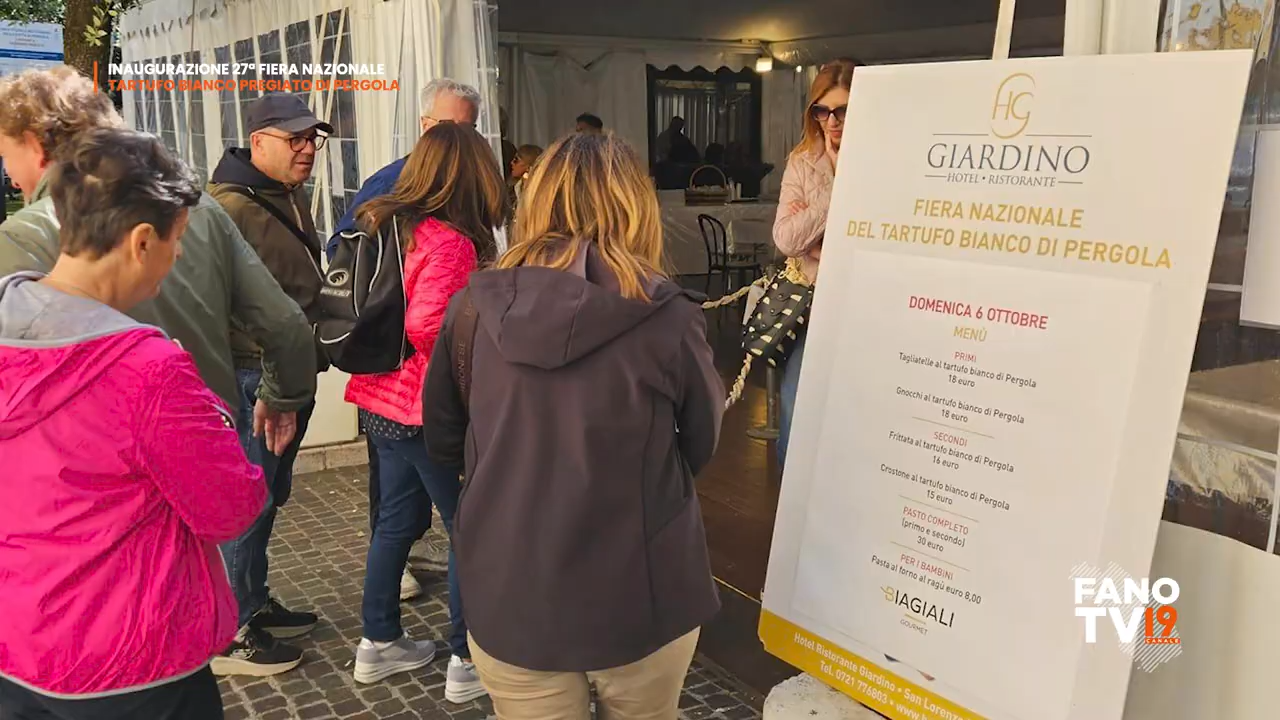 INAUGURAZIONE 27ª FIERA NAZIONALE
TARTUFO BIANCO PREGIATO DI PERGOLA
HG
GIARDINO
HOTEL • RISTORANTE
FIERA NAZIONALE
DEL TARTUFO BIANCO DI PERGOLA
DOMENICA 6 OTTOBRE
MENÙ
PRIMI
Tagliatelle al tartufo bianco di Pergola
18 euro
Gnocchi al tartufo bianco di Pergola
18 euro
SECONDI
Frittata al tartufo bianco di Pergola
16 euro
Crostone al tartufo bianco di Pergola
15 euro
PASTO COMPLETO
(primo e secondo)
30 euro
PER I BAMBINI
Pasta al forno al ragù euro 8,00
BIAGIALI
GOURMET
Hotel Ristorante Giardino • San Lorenzo
Tel. 0721 776803 • www.
FANO
TV 19
CANALE